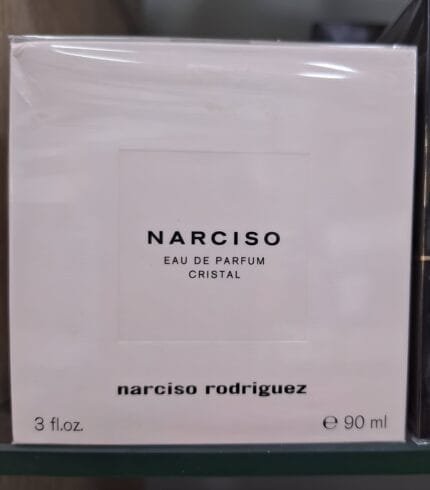 NARCISO
EAU DE PARFUM
CRISTAL
narciso rodriguez
3 fl.oz.
℮ 90 ml